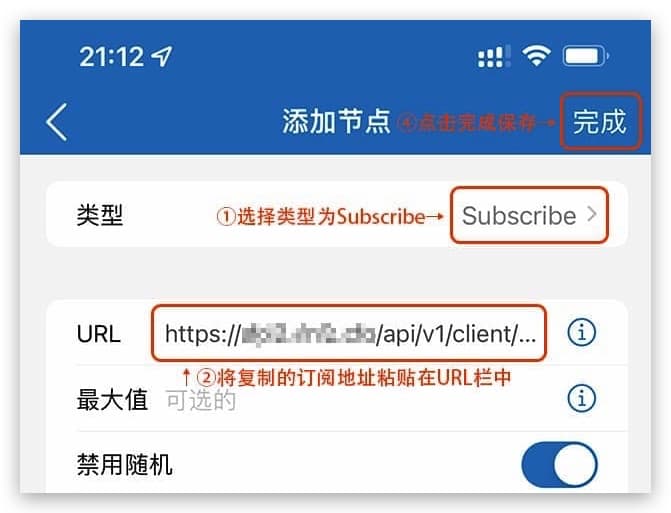 21:12
添加节点 ④点击完成保存→ 完成
类型 ①选择类型为Subscribe→ Subscribe >
URL https:// /api/v1/client/...
↑②将复制的订阅地址粘贴在URL栏中
最大值 可选的
禁用随机